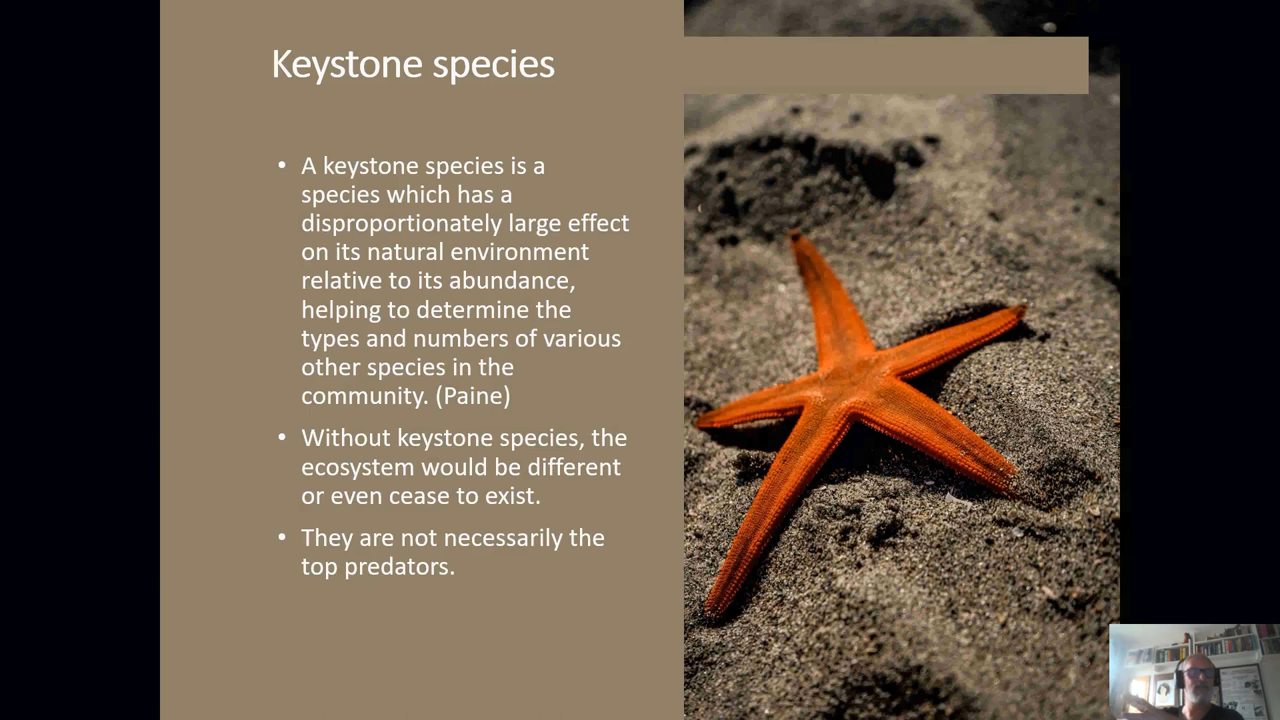 Keystone species
• A keystone species is a
species which has a
disproportionately large effect
on its natural environment
relative to its abundance,
helping to determine the
types and numbers of various
other species in the
community. (Paine)
• Without keystone species, the
ecosystem would be different
or even cease to exist.
• They are not necessarily the
top predators.